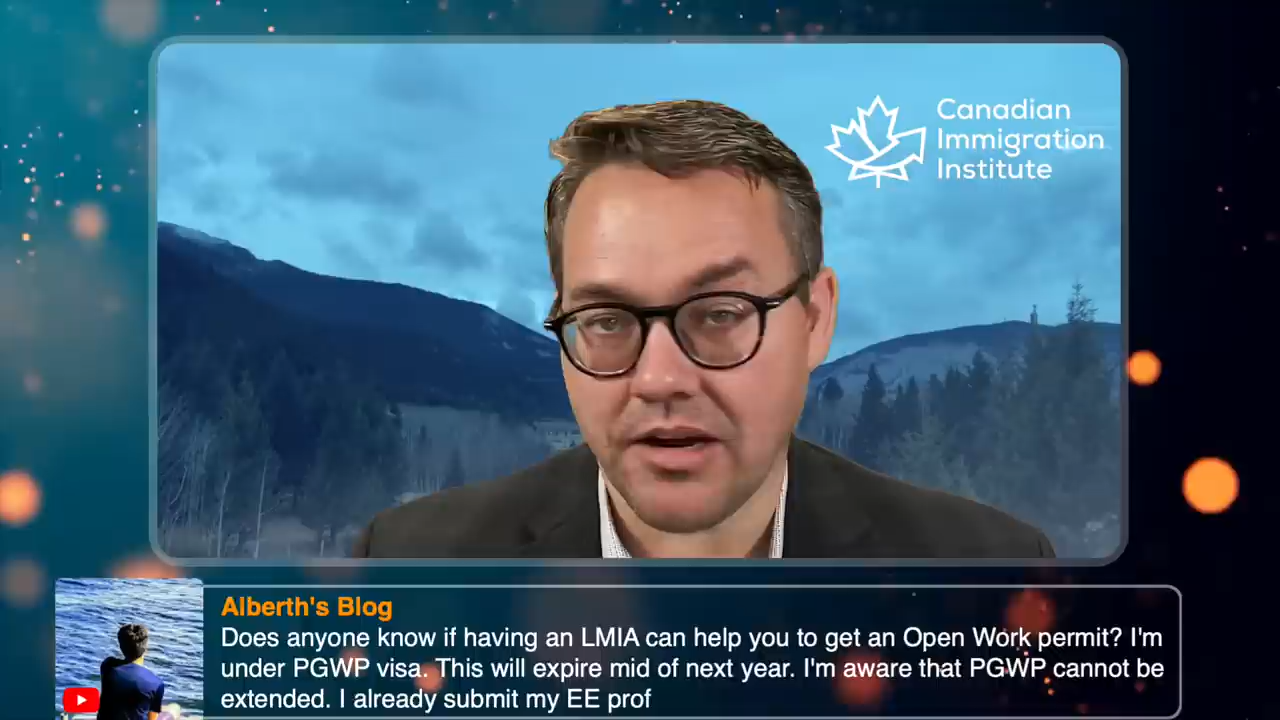 Canadian
Immigration
Institute
Alberth's Blog
Does anyone know if having an LMIA can help you to get an Open Work permit? I'm
under PGWP visa. This will expire mid of next year. I'm aware that PGWP cannot be
extended. I already submit my EE prof